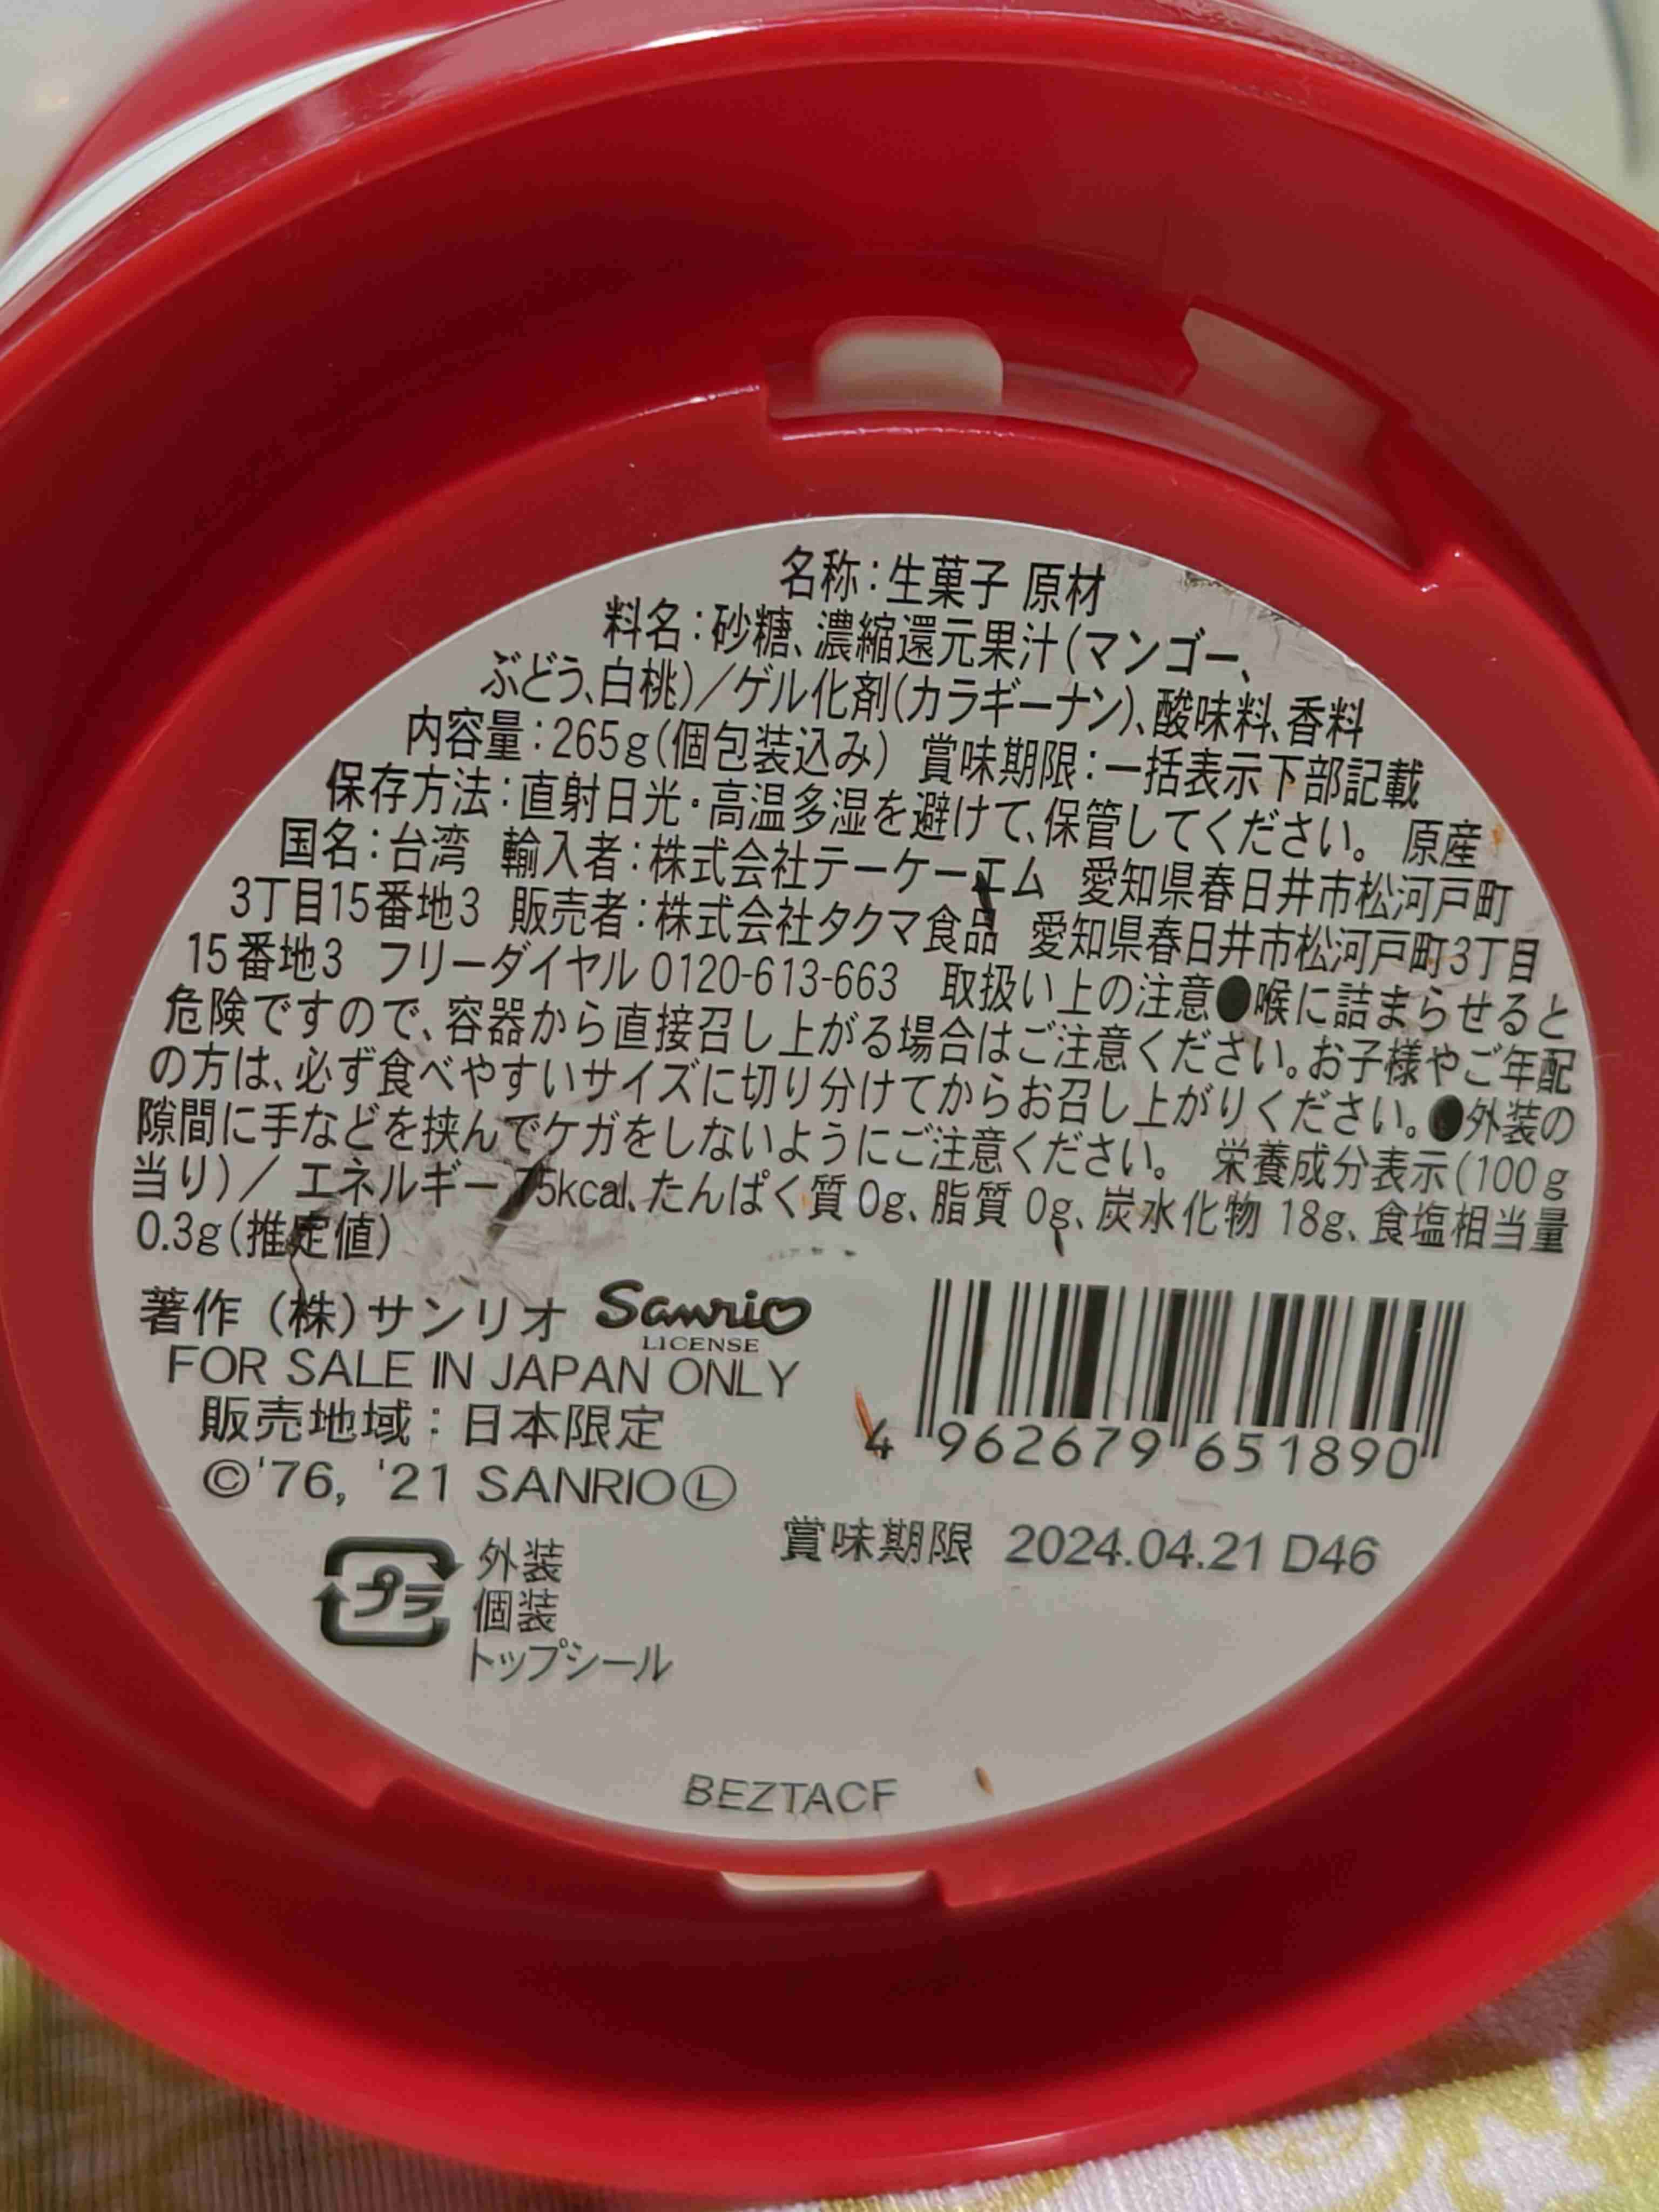 名称：生菓子 原材
料名：砂糖、濃縮還元果汁（マンゴー、
ぶどう、白桃）／ゲル化剤（カラギーナン）、酸味料、香料
内容量：265g（個包装込み） 賞味期限：一括表示下部記載
保存方法：直射日光・高温多湿を避けて、保管してください。 原産
国名：台湾 輸入者：株式会社テーケーエム 愛知県春日井市松河戸町
3丁目15番地3 販売者：株式会社タクマ食品 愛知県春日井市松河戸町3丁目
15番地3 フリーダイヤル 0120-613-663 取扱い上の注意●喉に詰まらせると
危険ですので、容器から直接召し上がる場合はご注意ください。お子様やご年配
の方は、必ず食べやすいサイズに切り分けてからお召し上がりください。●外装の
隙間に手などを挟んでケガをしないようにご注意ください。 栄養成分表示（100g
当り）／ エネルギー 75kcal、たんぱく質 0g、脂質 0g、炭水化物 18g、食塩相当量
0.3g（推定値）
著作（株）サンリオ Sanrio
LICENSE
FOR SALE IN JAPAN ONLY
販売地域：日本限定
©'76, '21 SANRIO Ⓛ
4 962679 651890
賞味期限 2024.04.21 D46
プラ 外装
個装
トップシール
BEZTACF